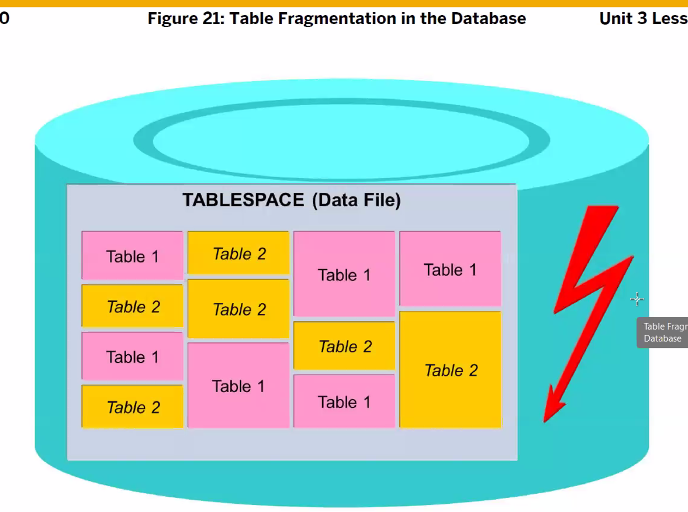 0
Figure 21: Table Fragmentation in the Database
Unit 3 Less
TABLESPACE (Data File)
Table 1
Table 2
Table 1
Table 2
Table 2
Table 2
Table 1
Table 1
Table 2
Table 1
Table 1
Table 2
Table Fragr
Database